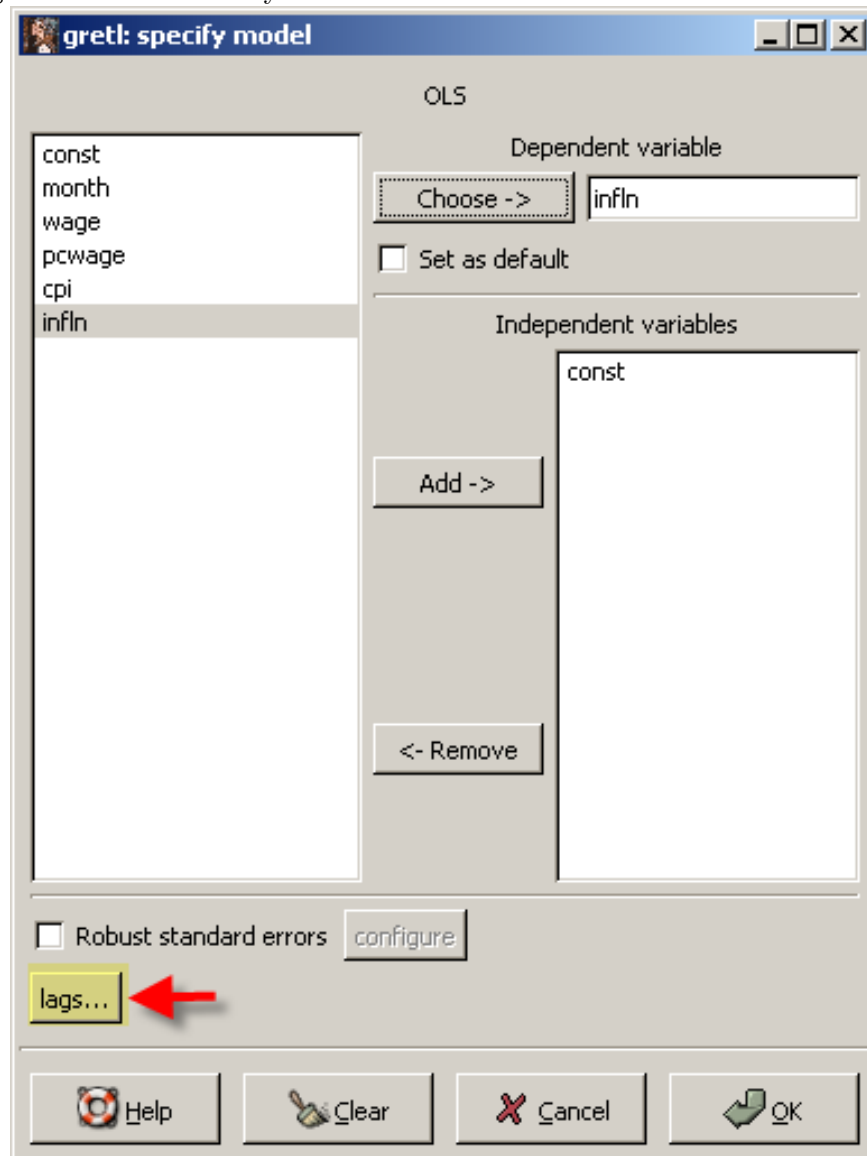 gretl: specify model
OLS
const
month
wage
pcwage
cpi
infln
Dependent variable
Choose ->
infln
Set as default
Independent variables
const
Add ->
<- Remove
Robust standard errors
configure
lags...
Help
Clear
Cancel
OK